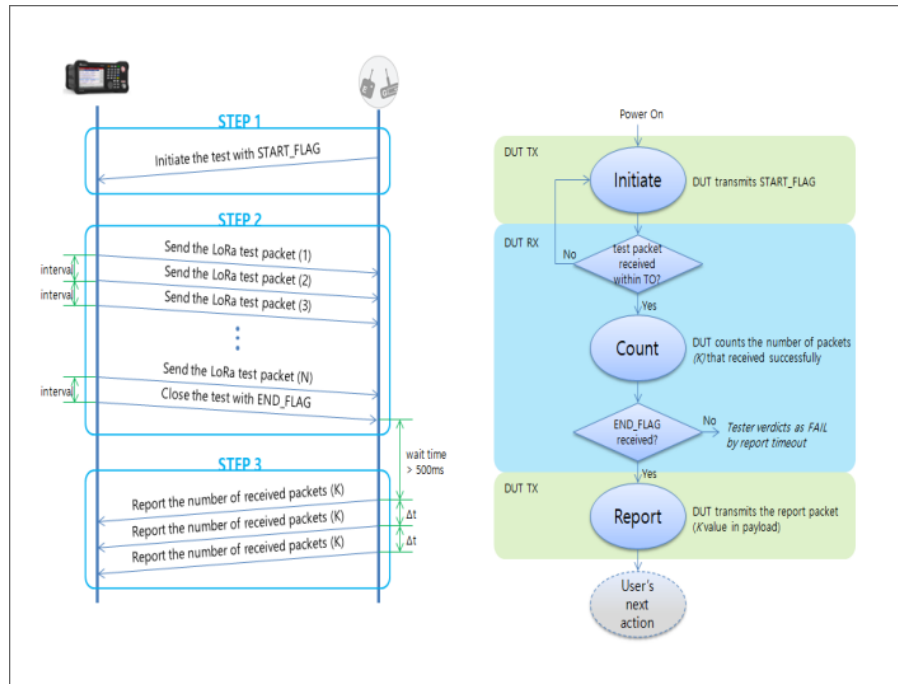 STEP 1
Initiate the test with START_FLAG
STEP 2
Send the LoRa test packet (1)
interval
Send the LoRa test packet (2)
interval
Send the LoRa test packet (3)
Send the LoRa test packet (N)
interval
Close the test with END_FLAG
wait time
> 500ms
STEP 3
Report the number of received packets (K)
Δt
Report the number of received packets (K)
Δt
Report the number of received packets (K)
Power On
DUT TX
Initiate
DUT transmits START_FLAG
DUT RX
No
test packet
received
within TO?
Yes
Count
DUT counts the number of packets
(K) that received successfully
END_FLAG
received?
No
Tester verdicts as FAIL
by report timeout
Yes
DUT TX
Report
DUT transmits the report packet
(K value in payload)
User's
next
action